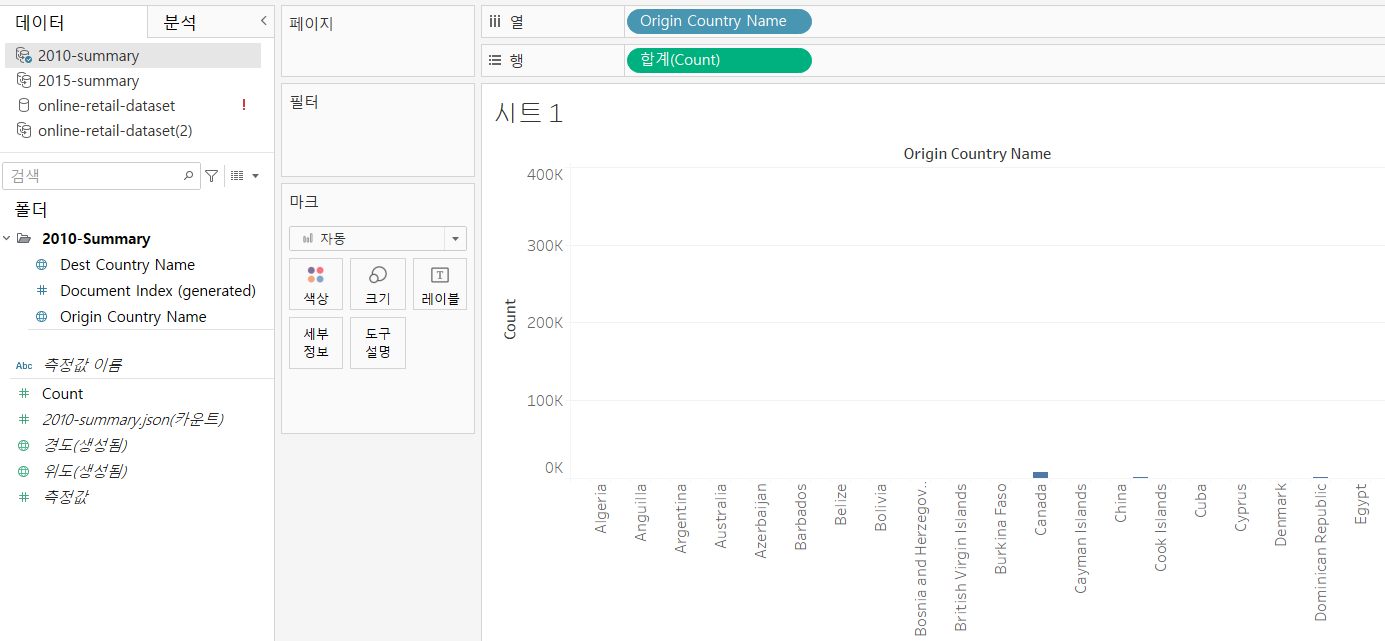 데이터
분석
2010-summary
2015-summary
online-retail-dataset
!
online-retail-dataset(2)
검색
폴더
2010-Summary
Dest Country Name
Document Index (generated)
Origin Country Name
Abc 측정값 이름
Count
2010-summary.json(카운트)
경도(생성됨)
위도(생성됨)
측정값
페이지
필터
마크
자동
색상
크기
T
레이블
세부
정보
도구
설명
iii 열
Origin Country Name
행
합계(Count)
시트 1
Origin Country Name
Count
400K
300K
200K
100K
0K
Algeria
Anguilla
Argentina
Australia
Azerbaijan
Barbados
Belize
Bolivia
Bosnia and Herzegov..
British Virgin Islands
Burkina Faso
Canada
Cayman Islands
China
Cook Islands
Cuba
Cyprus
Denmark
Dominican Republic
Egypt